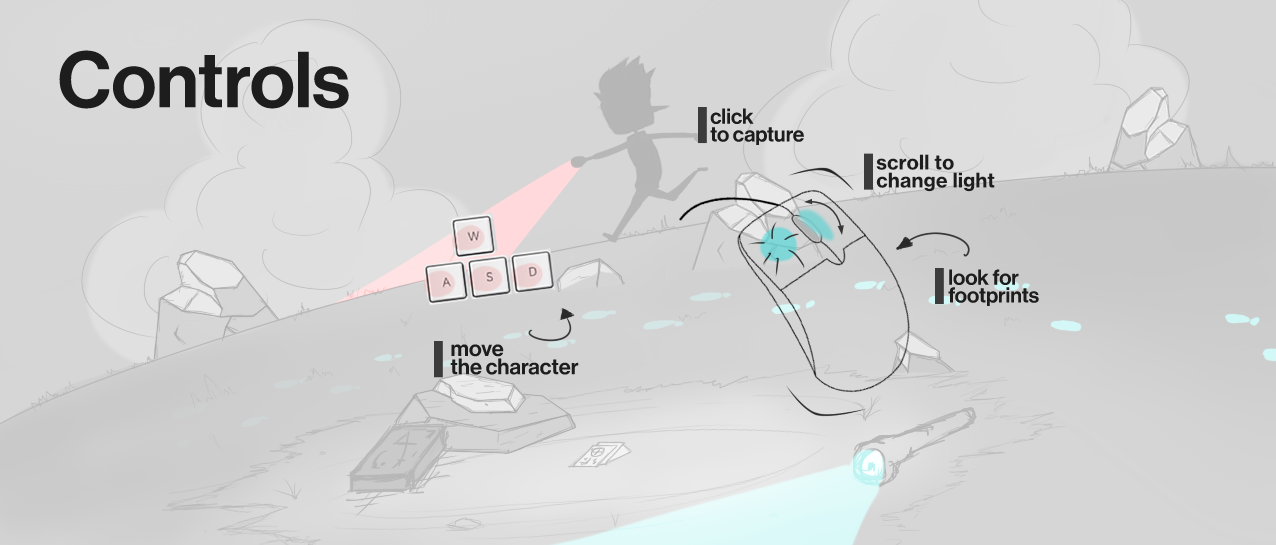 Controls
click
to capture
scroll to
change light
W
A S D
look for
footprints
move
the character